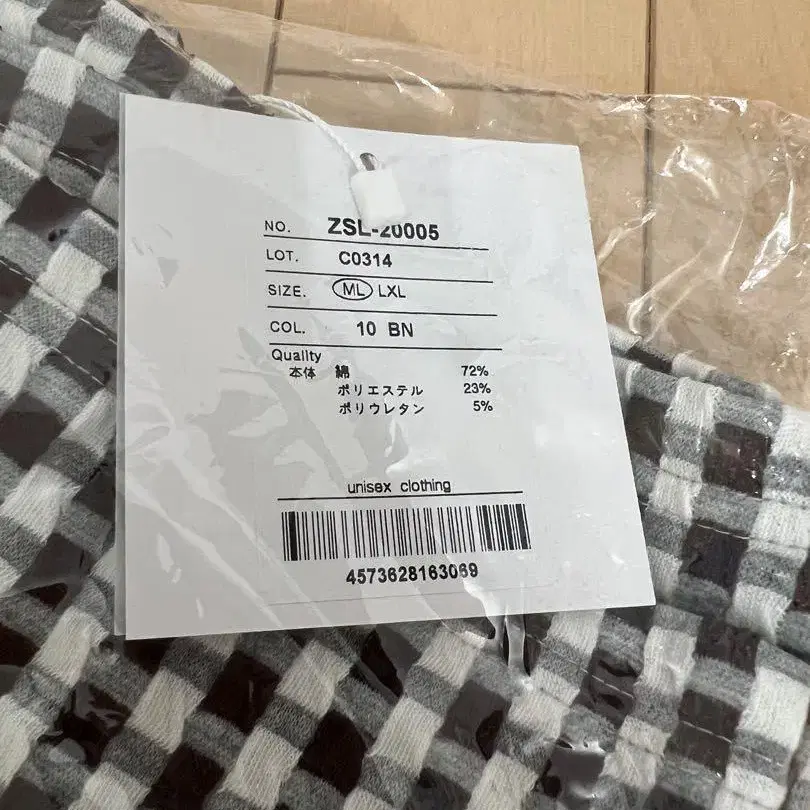 NO. ZSL-20005
LOT. C0314
SIZE. ML LXL
COL. 10 BN
Quality
本体 綿 72%
ポリエステル 23%
ポリウレタン 5%
unisex clothing
4573628163069